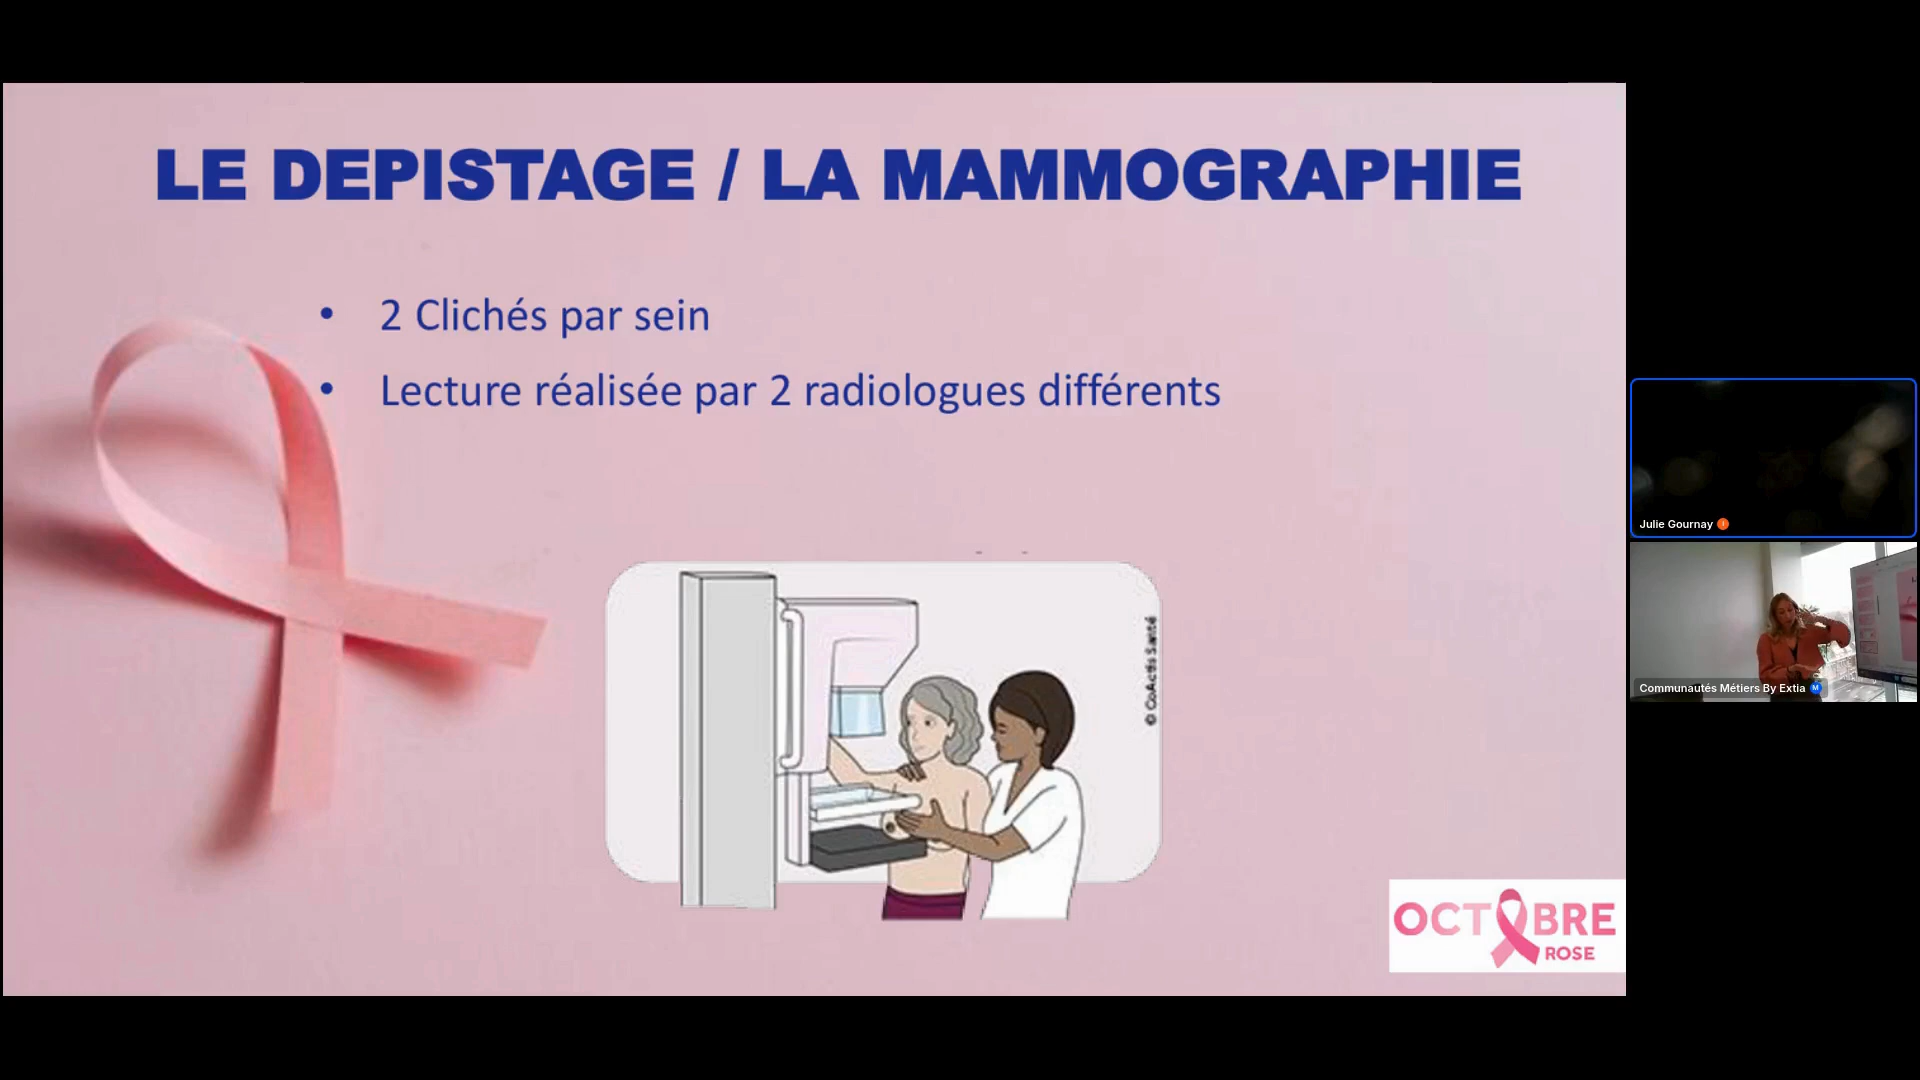 LE DEPISTAGE / LA MAMMOGRAPHIE
• 2 Clichés par sein
• Lecture réalisée par 2 radiologues différents
© CoActis Santé
OCTOBRE
ROSE
Julie Gournay
Communautés Métiers By Extia
M